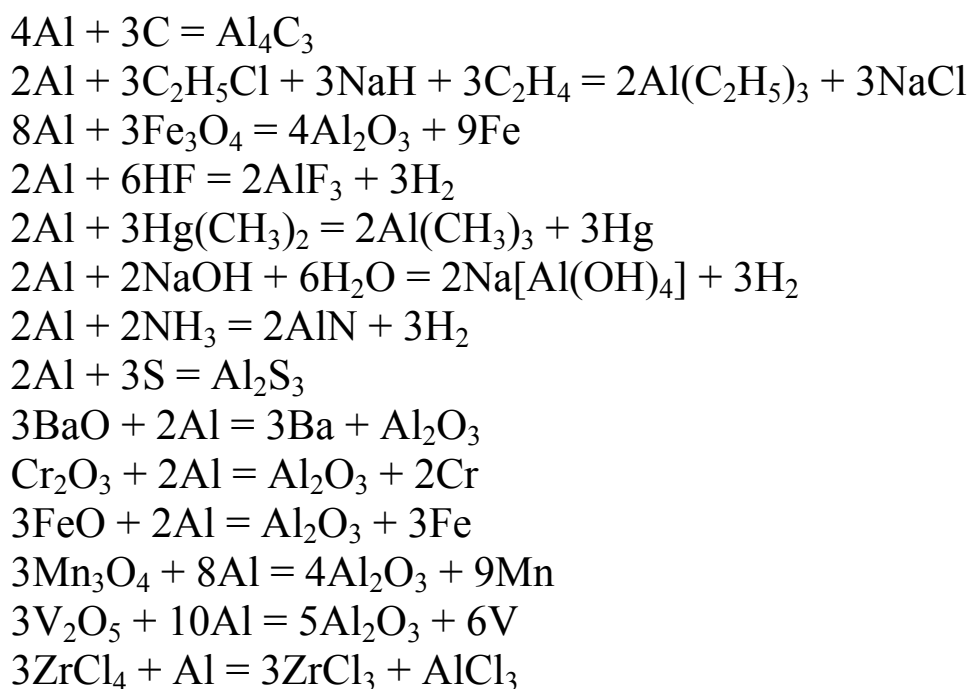 4Al + 3C = Al₄C₃
2Al + 3C₂H₅Cl + 3NaH + 3C₂H₄ = 2Al(C₂H₅)₃ + 3NaCl
8Al + 3Fe₃O₄ = 4Al₂O₃ + 9Fe
2Al + 6HF = 2AlF₃ + 3H₂
2Al + 3Hg(CH₃)₂ = 2Al(CH₃)₃ + 3Hg
2Al + 2NaOH + 6H₂O = 2Na[Al(OH)₄] + 3H₂
2Al + 2NH₃ = 2AlN + 3H₂
2Al + 3S = Al₂S₃
3BaO + 2Al = 3Ba + Al₂O₃
Cr₂O₃ + 2Al = Al₂O₃ + 2Cr
3FeO + 2Al = Al₂O₃ + 3Fe
3Mn₃O₄ + 8Al = 4Al₂O₃ + 9Mn
3V₂O₅ + 10Al = 5Al₂O₃ + 6V
3ZrCl₄ + Al = 3ZrCl₃ + AlCl₃